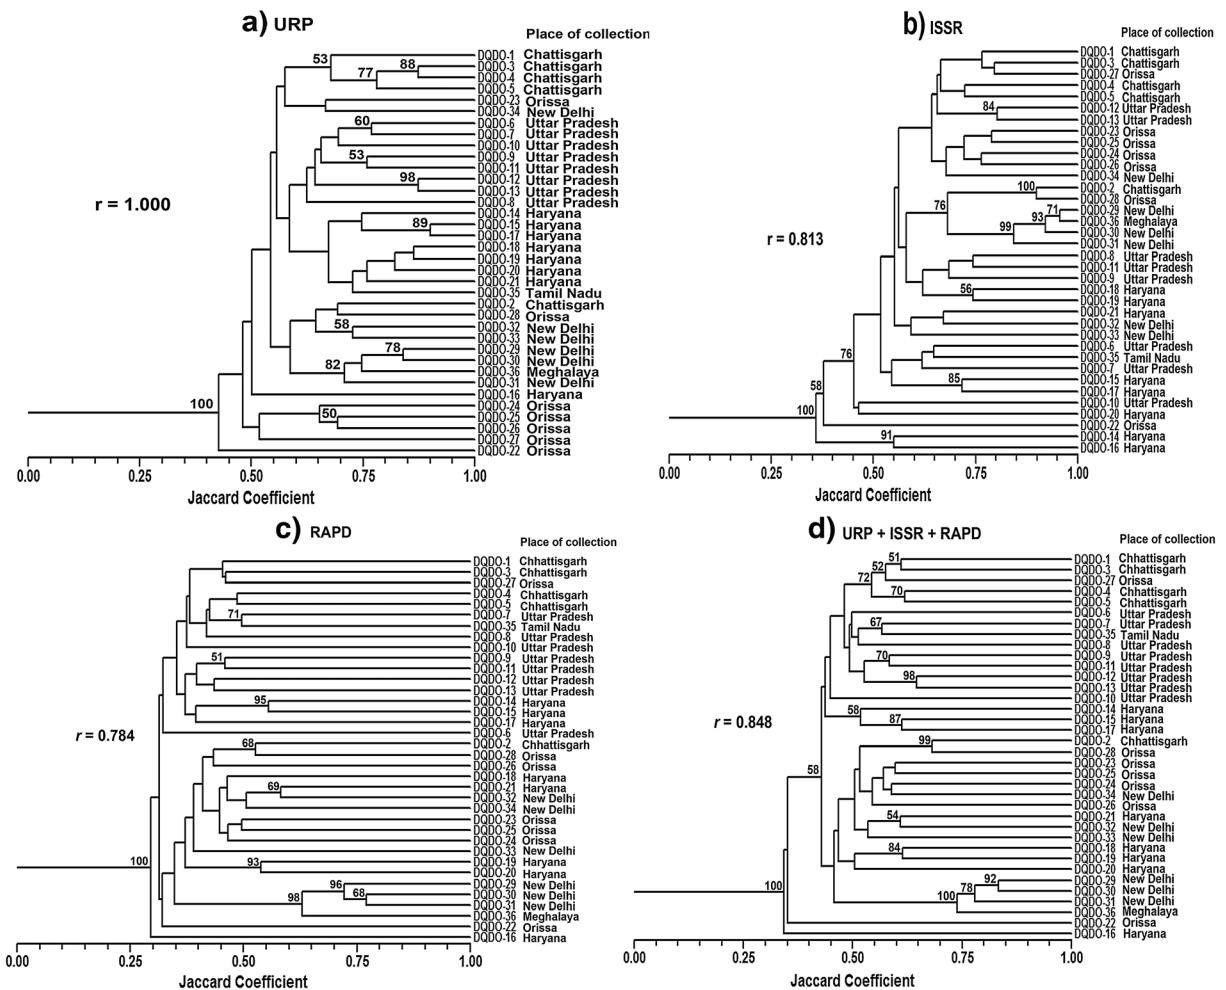 a) URP
Place of collection
DQDO-1 Chattisgarh
DQDO-3 Chattisgarh
DQDO-4 Chattisgarh
DQDO-5 Chattisgarh
DQDO-23 Orissa
DQDO-34 New Delhi
DQDO-6 Uttar Pradesh
DQDO-7 Uttar Pradesh
DQDO-10 Uttar Pradesh
DQDO-9 Uttar Pradesh
DQDO-11 Uttar Pradesh
DQDO-12 Uttar Pradesh
DQDO-13 Uttar Pradesh
DQDO-8 Uttar Pradesh
DQDO-14 Haryana
DQDO-15 Haryana
DQDO-17 Haryana
DQDO-18 Haryana
DQDO-19 Haryana
DQDO-20 Haryana
DQDO-21 Haryana
DQDO-35 Tamil Nadu
DQDO-2 Chattisgarh
DQDO-28 Orissa
DQDO-32 New Delhi
DQDO-33 New Delhi
DQDO-29 New Delhi
DQDO-30 New Delhi
DQDO-36 Meghalaya
DQDO-31 New Delhi
DQDO-16 Haryana
DQDO-24 Orissa
DQDO-25 Orissa
DQDO-26 Orissa
DQDO-27 Orissa
DQDO-22 Orissa
53
88
77
60
53
98
89
58
78
82
100
50
r = 1.000
0.00 0.25 0.50 0.75 1.00
Jaccard Coefficient
b) ISSR
Place of collection
DQDO-1 Chattisgarh
DQDO-3 Chattisgarh
DQDO-27 Orissa
DQDO-4 Chattisgarh
DQDO-5 Chattisgarh
DQDO-12 Uttar Pradesh
DQDO-13 Uttar Pradesh
DQDO-23 Orissa
DQDO-25 Orissa
DQDO-24 Orissa
DQDO-26 Orissa
DQDO-34 New Delhi
DQDO-2 Chattisgarh
DQDO-28 Orissa
DQDO-29 New Delhi
DQDO-36 Meghalaya
DQDO-30 New Delhi
DQDO-31 New Delhi
DQDO-8 Uttar Pradesh
DQDO-11 Uttar Pradesh
DQDO-9 Uttar Pradesh
DQDO-18 Haryana
DQDO-19 Haryana
DQDO-21 Haryana
DQDO-32 New Delhi
DQDO-33 New Delhi
DQDO-6 Uttar Pradesh
DQDO-35 Tamil Nadu
DQDO-7 Uttar Pradesh
DQDO-15 Haryana
DQDO-17 Haryana
DQDO-10 Uttar Pradesh
DQDO-20 Haryana
DQDO-22 Orissa
DQDO-14 Haryana
DQDO-16 Haryana
84
100
76
71
93
99
56
76
85
58
100
91
r = 0.813
0.00 0.25 0.50 0.75 1.00
Jaccard Coefficient
c) RAPD
Place of collection
DQDO-1 Chhattisgarh
DQDO-3 Chhattisgarh
DQDO-27 Orissa
DQDO-4 Chhattisgarh
DQDO-5 Chhattisgarh
DQDO-7 Uttar Pradesh
DQDO-35 Tamil Nadu
DQDO-8 Uttar Pradesh
DQDO-10 Uttar Pradesh
DQDO-9 Uttar Pradesh
DQDO-11 Uttar Pradesh
DQDO-12 Uttar Pradesh
DQDO-13 Uttar Pradesh
DQDO-14 Haryana
DQDO-15 Haryana
DQDO-17 Haryana
DQDO-6 Uttar Pradesh
DQDO-2 Chhattisgarh
DQDO-28 Orissa
DQDO-26 Orissa
DQDO-18 Haryana
DQDO-21 Haryana
DQDO-32 New Delhi
DQDO-34 New Delhi
DQDO-23 Orissa
DQDO-25 Orissa
DQDO-24 Orissa
DQDO-33 New Delhi
DQDO-19 Haryana
DQDO-20 Haryana
DQDO-29 New Delhi
DQDO-30 New Delhi
DQDO-31 New Delhi
DQDO-36 Meghalaya
DQDO-22 Orissa
DQDO-16 Haryana
71
51
95
68
69
100
93
96
68
98
r = 0.784
0.00 0.25 0.50 0.75 1.00
Jaccard Coefficient
d) URP + ISSR + RAPD
Place of collection
DQDO-1 Chhattisgarh
DQDO-3 Chhattisgarh
DQDO-27 Orissa
DQDO-4 Chhattisgarh
DQDO-5 Chhattisgarh
DQDO-6 Uttar Pradesh
DQDO-7 Uttar Pradesh
DQDO-35 Tamil Nadu
DQDO-8 Uttar Pradesh
DQDO-9 Uttar Pradesh
DQDO-11 Uttar Pradesh
DQDO-12 Uttar Pradesh
DQDO-13 Uttar Pradesh
DQDO-10 Uttar Pradesh
DQDO-14 Haryana
DQDO-15 Haryana
DQDO-17 Haryana
DQDO-2 Chhattisgarh
DQDO-28 Orissa
DQDO-23 Orissa
DQDO-25 Orissa
DQDO-24 Orissa
DQDO-34 New Delhi
DQDO-26 Orissa
DQDO-21 Haryana
DQDO-32 New Delhi
DQDO-33 New Delhi
DQDO-18 Haryana
DQDO-19 Haryana
DQDO-20 Haryana
DQDO-29 New Delhi
DQDO-30 New Delhi
DQDO-31 New Delhi
DQDO-36 Meghalaya
DQDO-22 Orissa
DQDO-16 Haryana
51
52
72
70
67
70
98
58
87
99
58
54
84
92
78
100
100
r = 0.848
0.00 0.25 0.50 0.75 1.00
Jaccard Coefficient